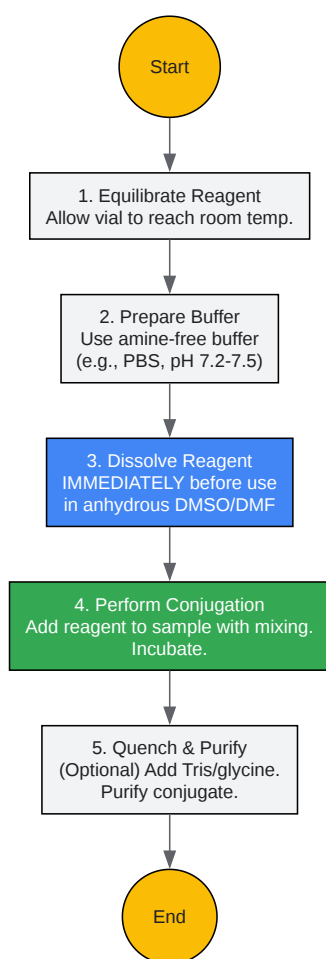 Start
1. Equilibrate Reagent
Allow vial to reach room temp.
2. Prepare Buffer
Use amine-free buffer
(e.g., PBS, pH 7.2-7.5)
3. Dissolve Reagent
IMMEDIATELY before use
in anhydrous DMSO/DMF
4. Perform Conjugation
Add reagent to sample with mixing.
Incubate.
5. Quench & Purify
(Optional) Add Tris/glycine.
Purify conjugate.
End